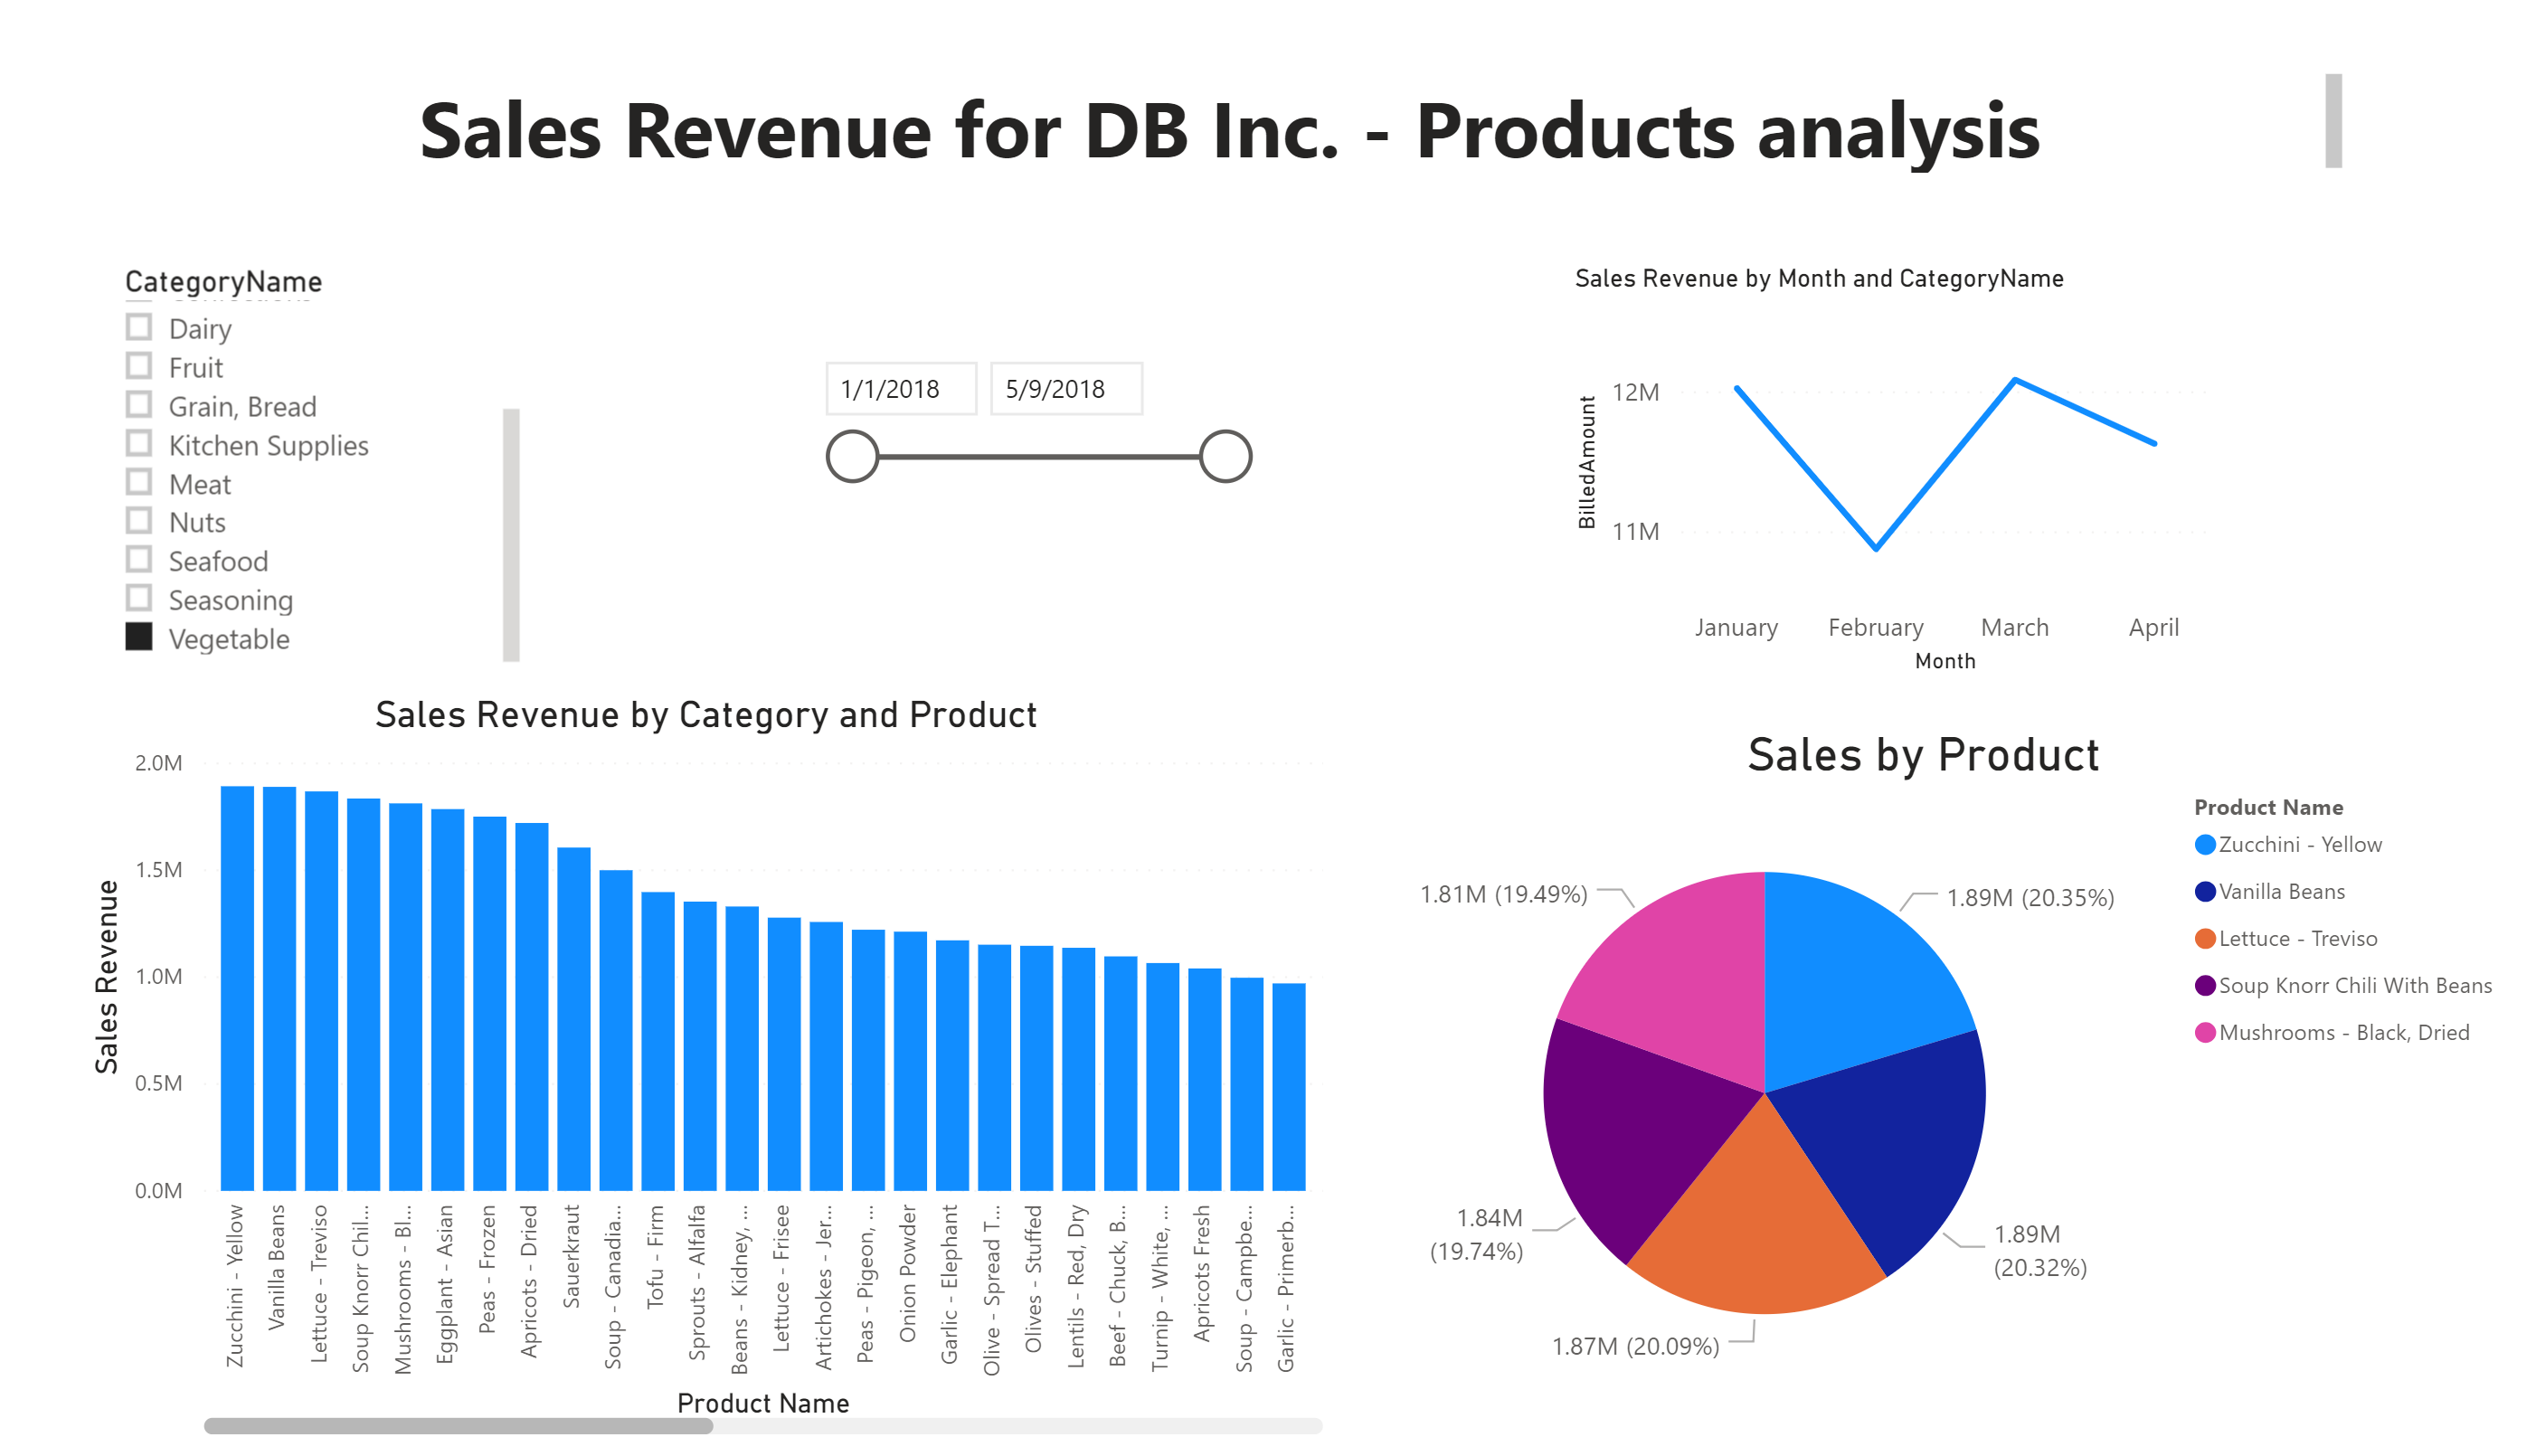 Sales Revenue for DB Inc. - Products analysis
CategoryName
Dairy
Fruit
Grain, Bread
Kitchen Supplies
Meat
Nuts
Seafood
Seasoning
Vegetable
1/1/2018
5/9/2018
Sales Revenue by Month and CategoryName
BilledAmount
12M
11M
January
February
March
April
Month
Sales Revenue by Category and Product
Sales Revenue
2.0M
1.5M
1.0M
0.5M
0.0M
Zucchini - Yellow
Vanilla Beans
Lettuce - Treviso
Soup Knorr Chil...
Mushrooms - Bl...
Eggplant - Asian
Peas - Frozen
Apricots - Dried
Sauerkraut
Soup - Canadia...
Tofu - Firm
Sprouts - Alfalfa
Beans - Kidney, ...
Lettuce - Frisee
Artichokes - Jer...
Peas - Pigeon, ...
Onion Powder
Garlic - Elephant
Olive - Spread T...
Olives - Stuffed
Lentils - Red, Dry
Beef - Chuck, B...
Turnip - White, ...
Apricots Fresh
Soup - Campbe...
Garlic - Primerb...
Product Name
Sales by Product
1.81M (19.49%)
1.89M (20.35%)
1.84M
(19.74%)
1.89M
(20.32%)
1.87M (20.09%)
Product Name
Zucchini - Yellow
Vanilla Beans
Lettuce - Treviso
Soup Knorr Chili With Beans
Mushrooms - Black, Dried